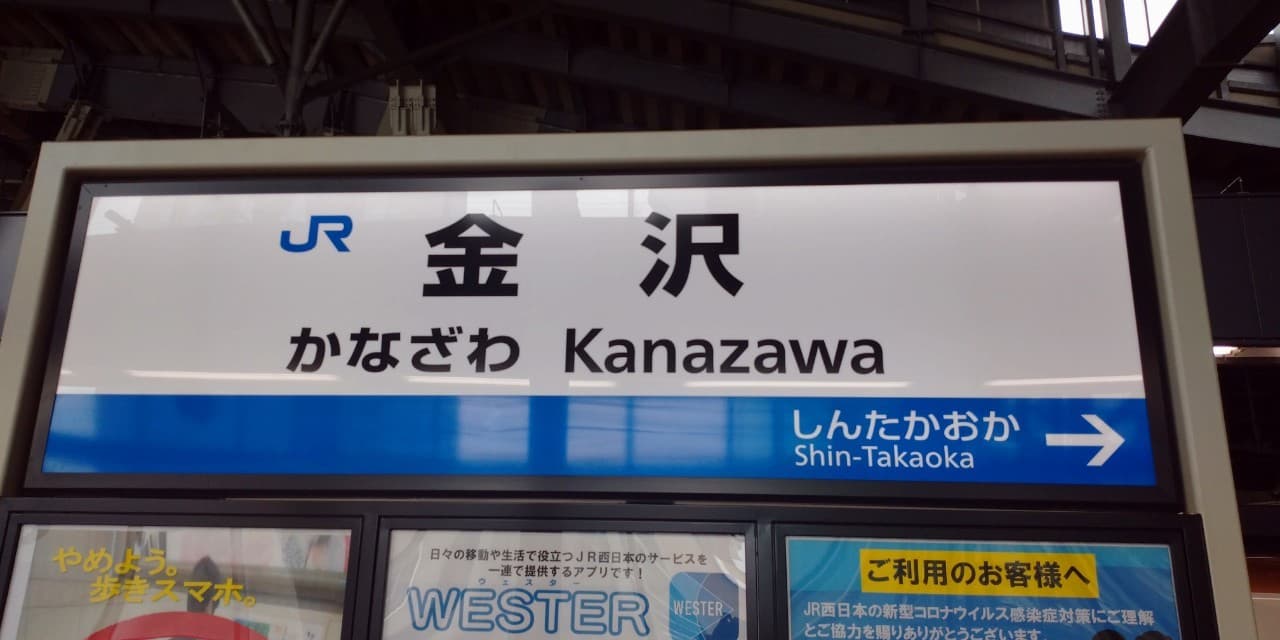 JR 金沢
かなざわ Kanazawa
しんたかおか
Shin-Takaoka
やめよう。
歩きスマホ。
日々の移動や生活で役立つJR西日本のサービスを
一連で提供するアプリです!
ウェスター
WESTER
WESTER
ご利用のお客様へ
JR西日本の新型コロナウイルス感染症対策にご理解
とご協力を賜りありがとうございます